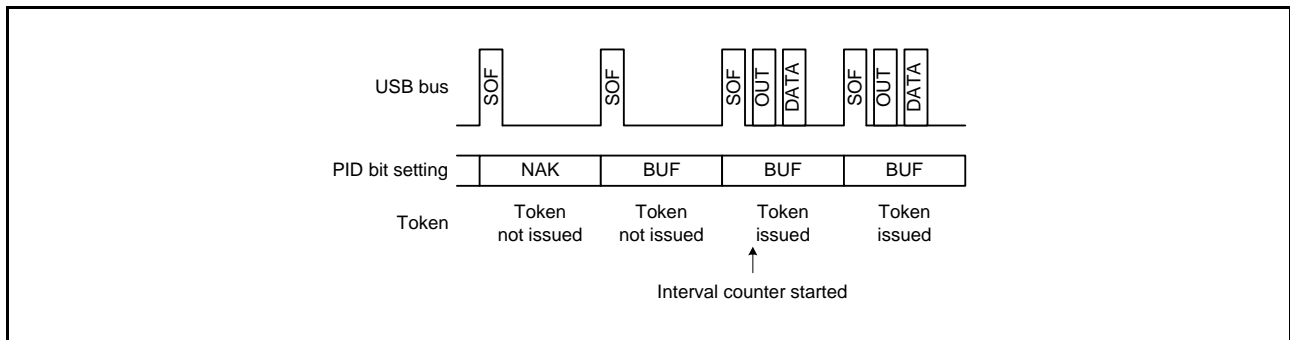 USB bus
SOF
SOF
SOF
OUT
DATA
SOF
OUT
DATA
PID bit setting
NAK
BUF
BUF
BUF
Token
Token
not issued
Token
not issued
Token
issued
Token
issued
Interval counter started